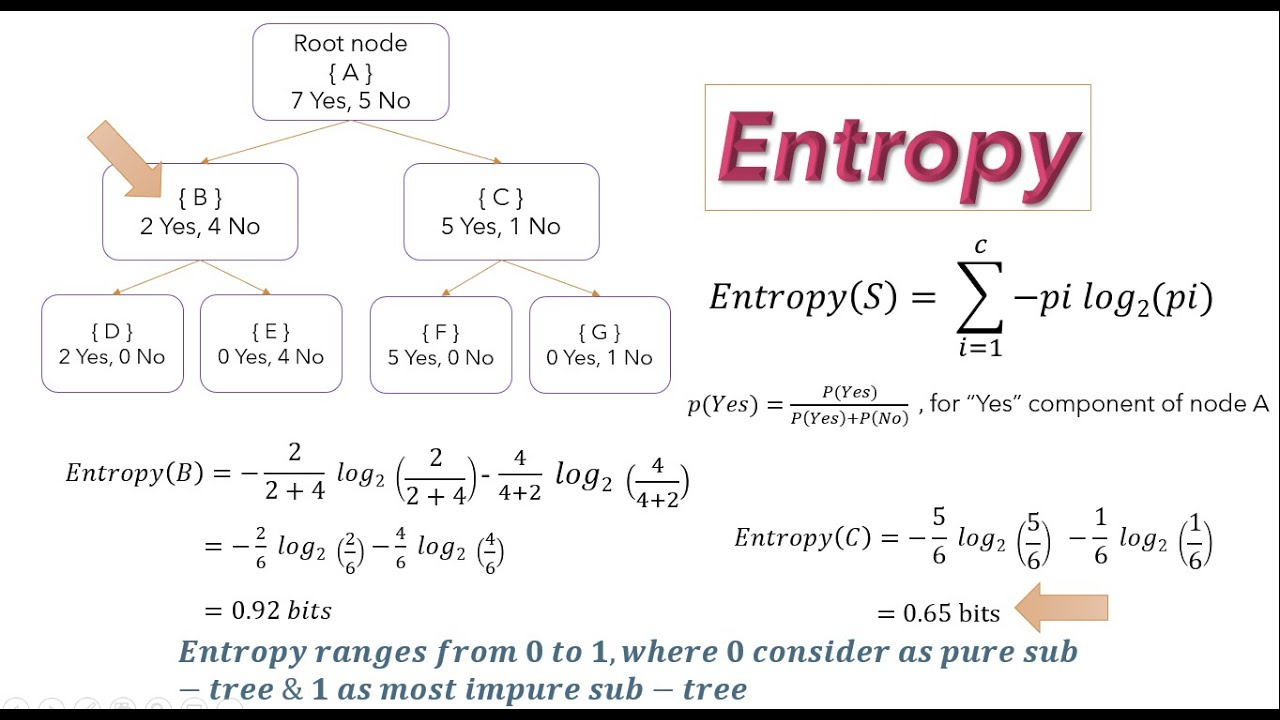 Root node
{ A }
7 Yes, 5 No
{ B }
2 Yes, 4 No
{ C }
5 Yes, 1 No
{ D }
2 Yes, 0 No
{ E }
0 Yes, 4 No
{ F }
5 Yes, 0 No
{ G }
0 Yes, 1 No
Entropy
Entropy(S) = ∑_{i=1}^{c} −pi log₂(pi)
p(Yes) = P(Yes)/(P(Yes)+P(No)) , for “Yes” component of node A
Entropy(B) = − 2/(2 + 4) log₂ (2/(2 + 4)) - 4/(4+2) log₂ (4/(4+2))
= − 2/6 log₂ (2/6) − 4/6 log₂ (4/6)
= 0.92 bits
Entropy(C) = − 5/6 log₂ (5/6) − 1/6 log₂ (1/6)
= 0.65 bits
Entropy ranges from 0 to 1, where 0 consider as pure sub
− tree & 1 as most impure sub − tree